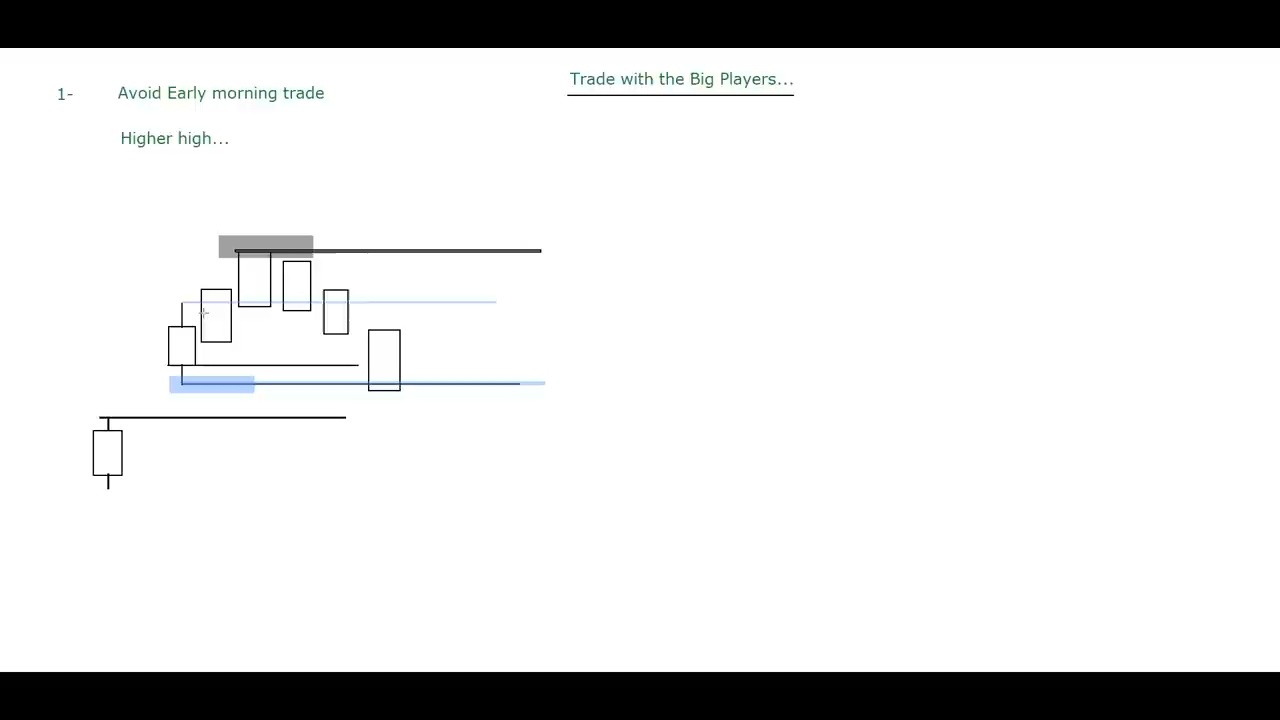 Trade with the Big Players...
1- Avoid Early morning trade
Higher high...